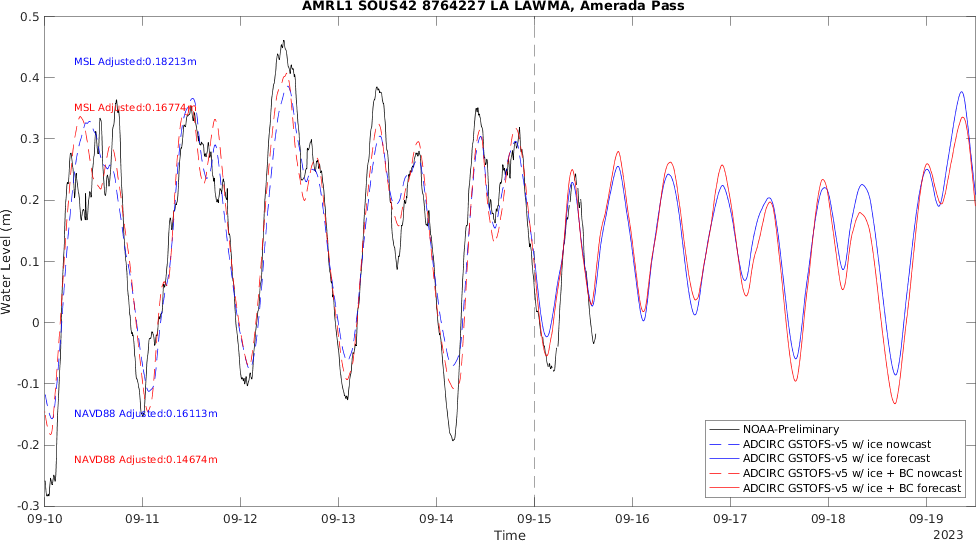 AMRL1 SOUS42 8764227 LA LAWMA, Amerada Pass
0.5
0.4
0.3
0.2
0.1
0
-0.1
-0.2
-0.3
Water Level (m)
MSL Adjusted:0.18213m
MSL Adjusted:0.16774m
NAVD88 Adjusted:0.16113m
NAVD88 Adjusted:0.14674m
NOAA-Preliminary
ADCIRC GSTOFS-v5 w/ ice nowcast
ADCIRC GSTOFS-v5 w/ ice forecast
ADCIRC GSTOFS-v5 w/ ice + BC nowcast
ADCIRC GSTOFS-v5 w/ ice + BC forecast
09-10 09-11 09-12 09-13 09-14 09-15 09-16 09-17 09-18 09-19
Time
2023